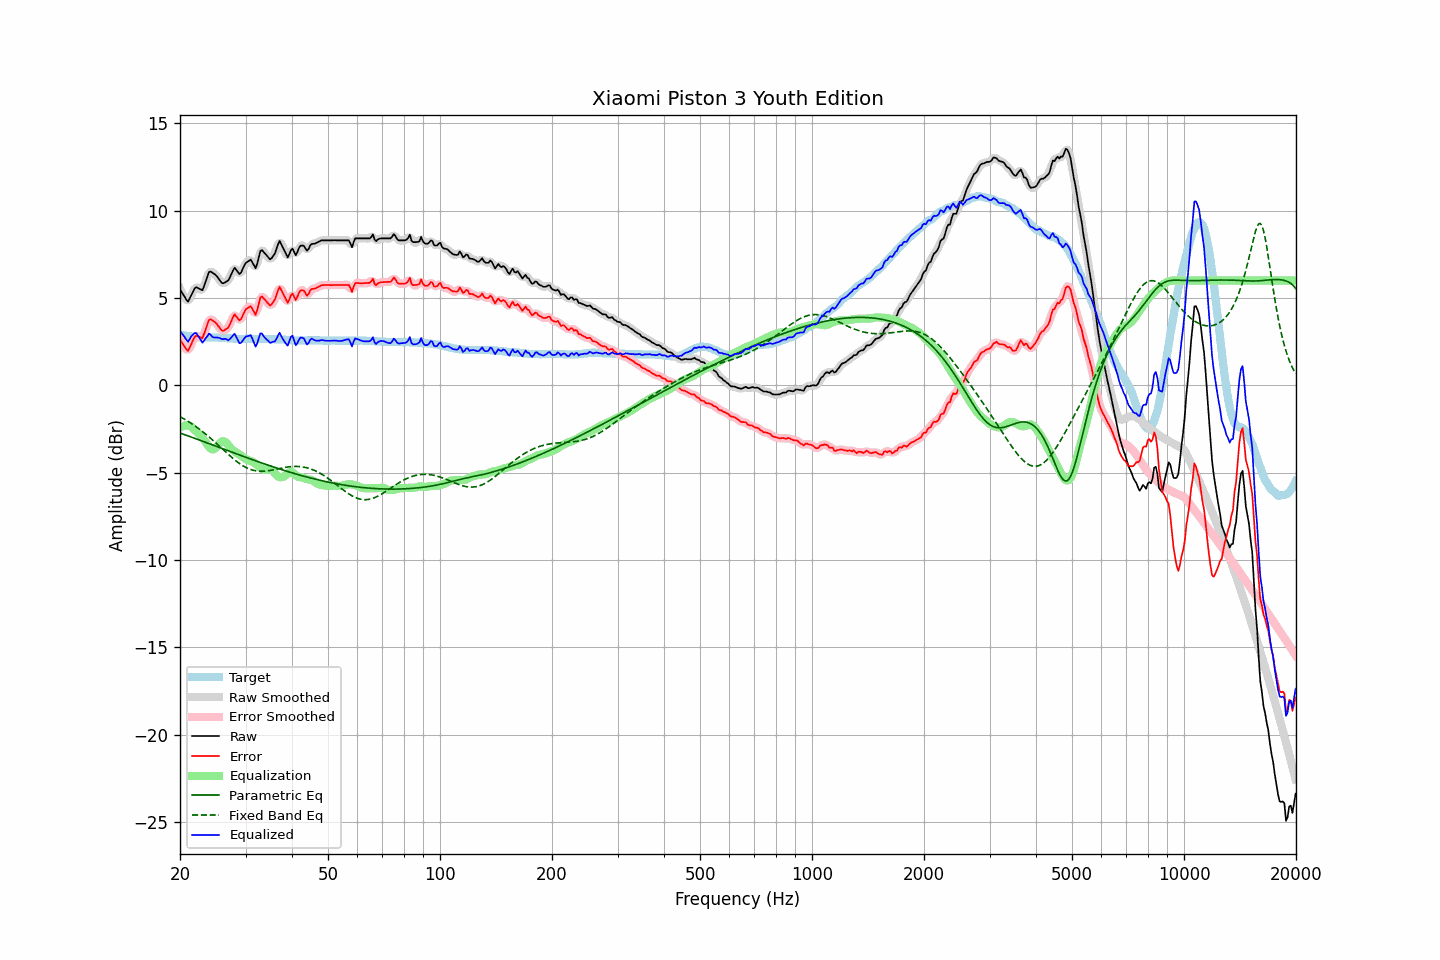 Xiaomi Piston 3 Youth Edition
15
10
5
0
−5
−10
−15
−20
−25
Amplitude (dBr)
Target
Raw Smoothed
Error Smoothed
Raw
Error
Equalization
Parametric Eq
Fixed Band Eq
Equalized
20 50 100 200 500 1000 2000 5000 10000 20000
Frequency (Hz)